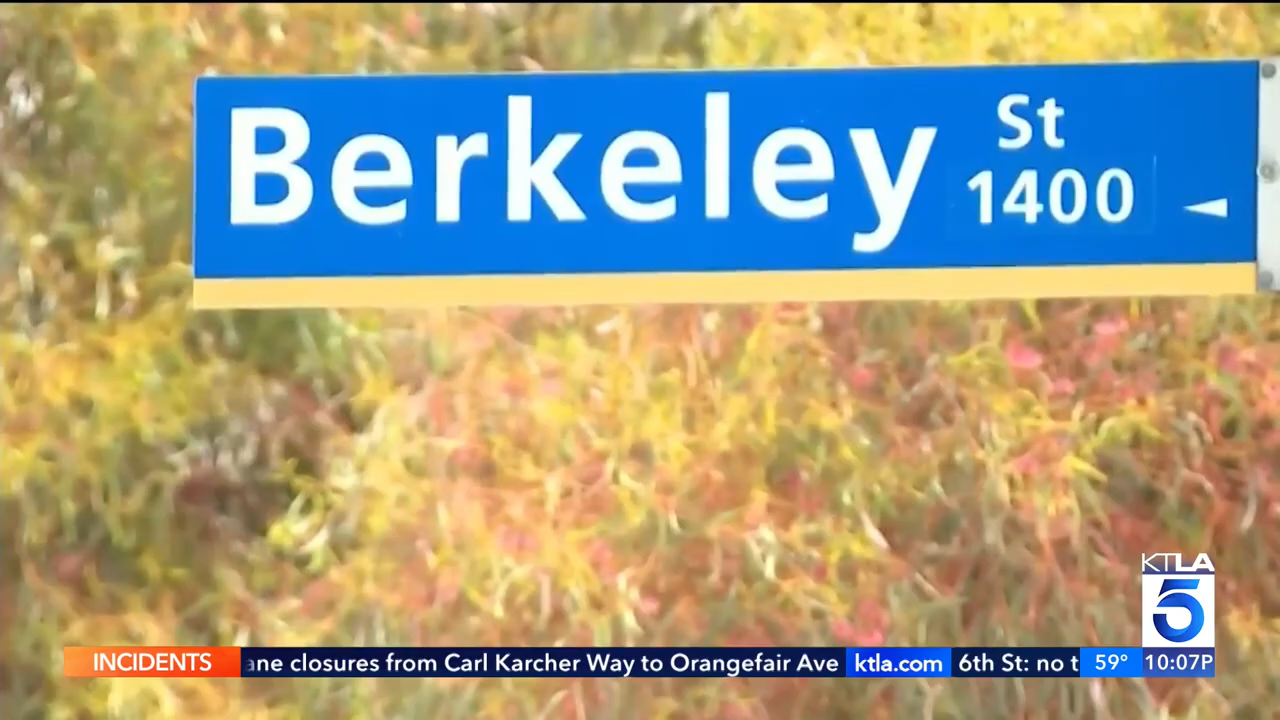 Berkeley St
1400
KTLA
5
INCIDENTS ane closures from Carl Karcher Way to Orangefair Ave ktla.com 6th St: no t 59° 10:07P